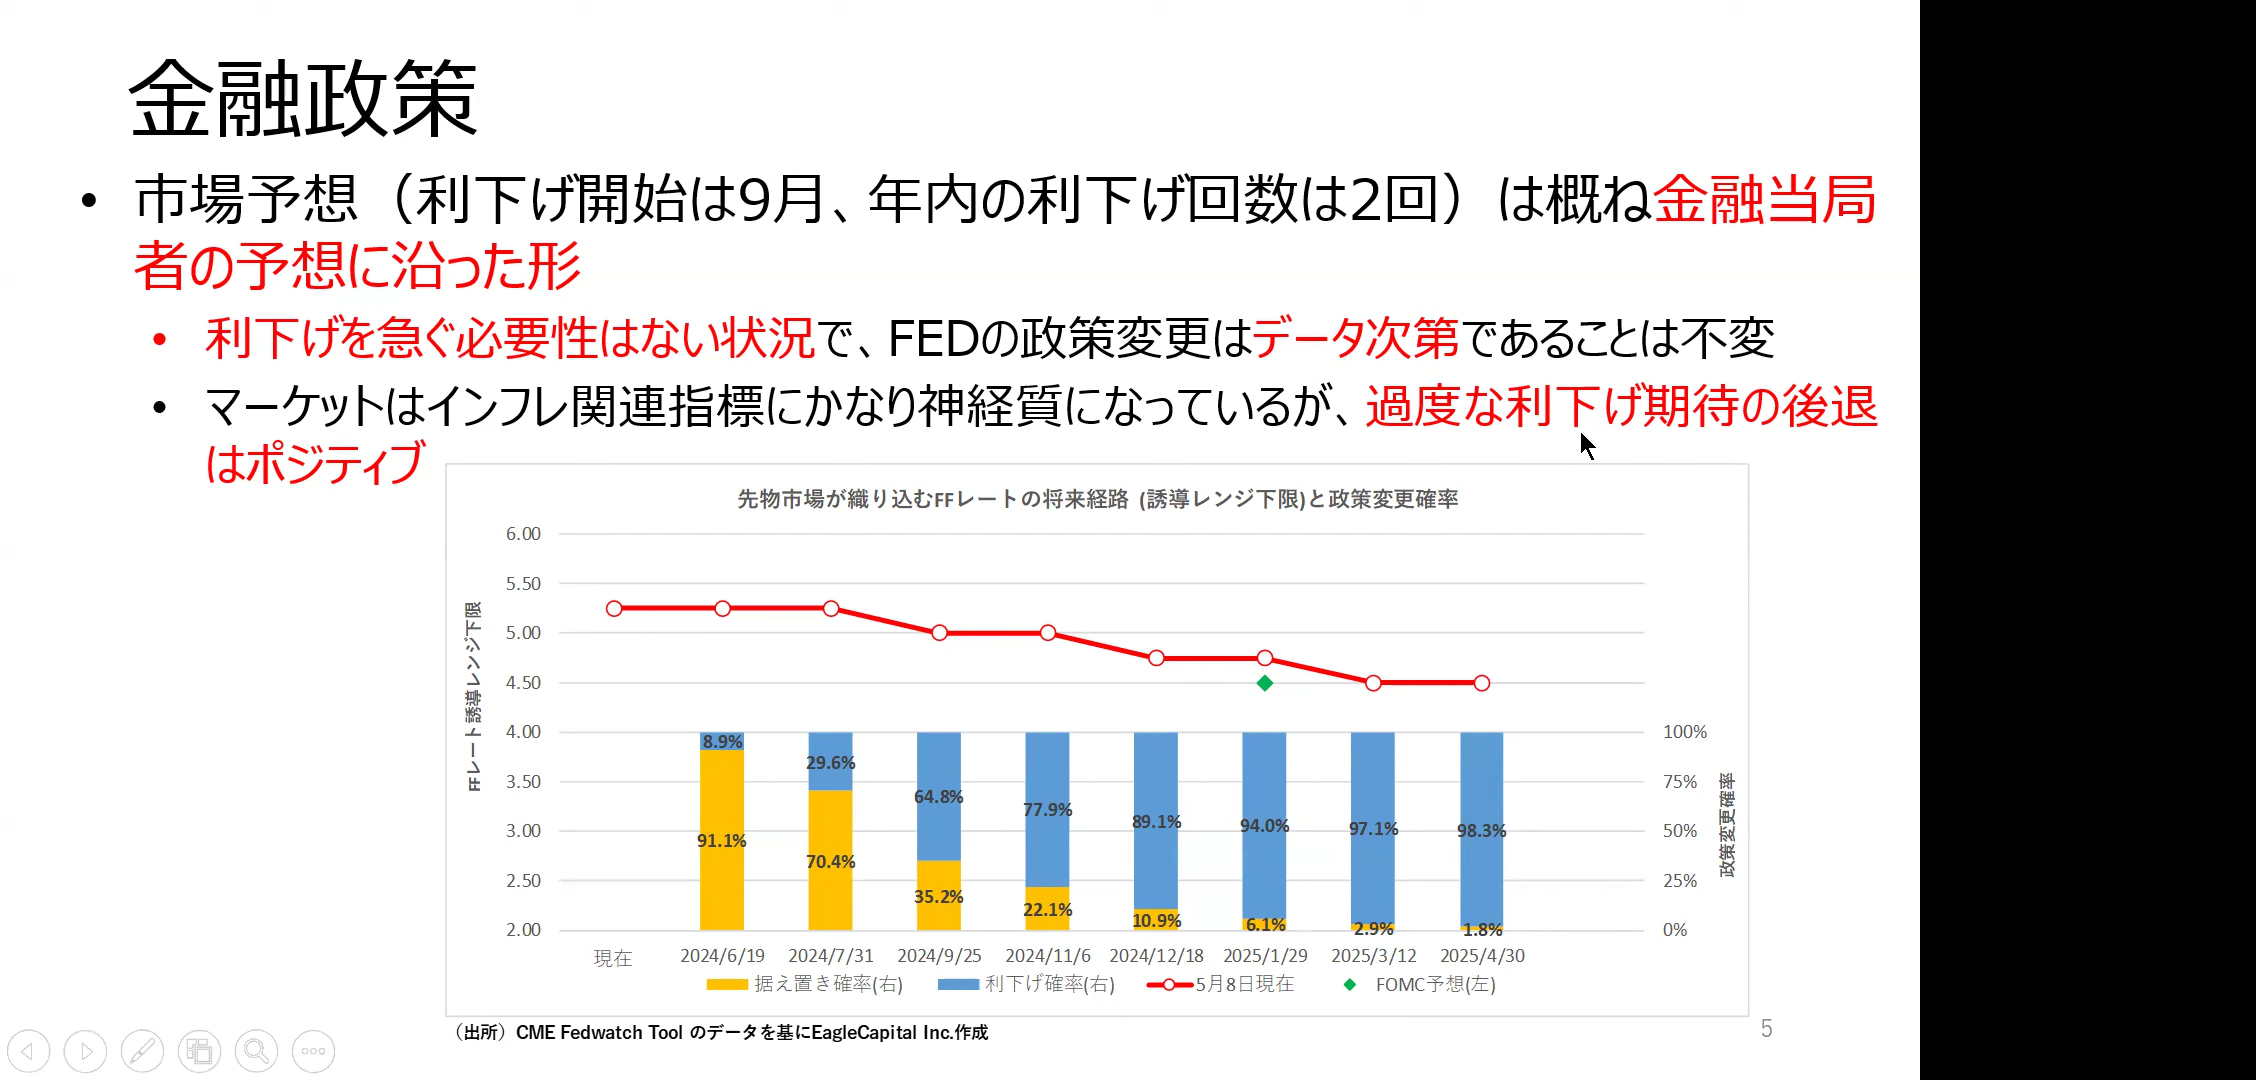 金融政策
• 市場予想（利下げ開始は9月、年内の利下げ回数は2回）は概ね金融当局
者の予想に沿った形
• 利下げを急ぐ必要性はない状況で、FEDの政策変更はデータ次第であることは不変
• マーケットはインフレ関連指標にかなり神経質になっているが、過度な利下げ期待の後退
はポジティブ
先物市場が織り込むFFレートの将来経路 (誘導レンジ下限)と政策変更確率
FFレート誘導レンジ下限
6.00
5.50
5.00
4.50
4.00
3.50
3.00
2.50
2.00
8.9%
29.6%
64.8%
77.9%
89.1%
94.0%
97.1%
98.3%
91.1%
70.4%
35.2%
22.1%
10.9%
6.1%
2.9%
1.8%
100%
75%
50%
25%
0%
政策変更確率
現在 2024/6/19 2024/7/31 2024/9/25 2024/11/6 2024/12/18 2025/1/29 2025/3/12 2025/4/30
据え置き確率(右) 利下げ確率(右) 5月8日現在 FOMC予想(左)
（出所）CME Fedwatch Tool のデータを基にEagleCapital Inc.作成
5